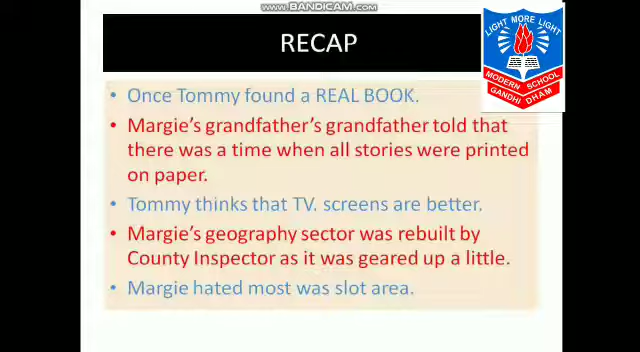 www.BANDICAM.com
RECAP
LIGHT MORE LIGHT
MODERN SCHOOL
GANDHI DHAM
• Once Tommy found a REAL BOOK.
• Margie's grandfather's grandfather told that
there was a time when all stories were printed
on paper.
• Tommy thinks that TV. screens are better.
• Margie's geography sector was rebuilt by
County Inspector as it was geared up a little.
• Margie hated most was slot area.